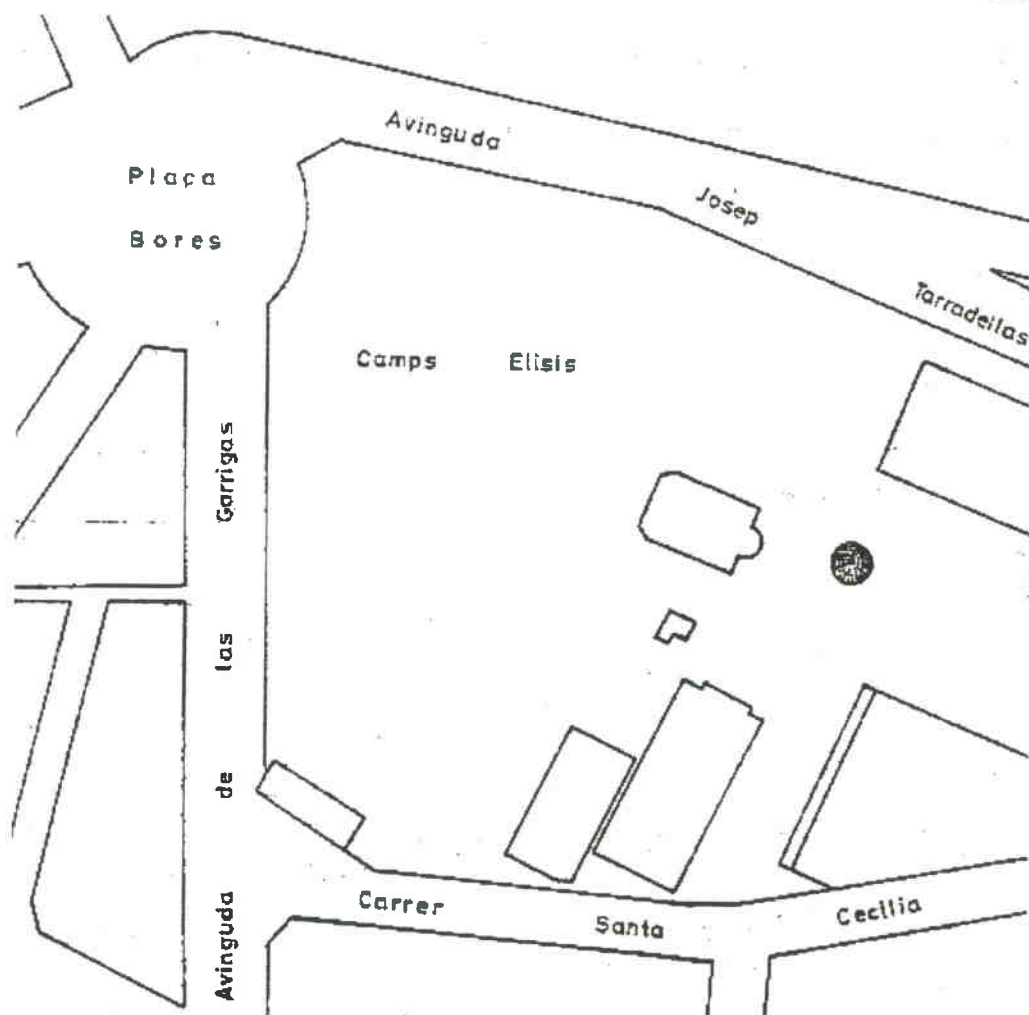 Plaça
Bores
Avinguda
Josep
Tarradellas
Camps Elisis
Avinguda de las Garrigas
Carrer Santa Cecilia